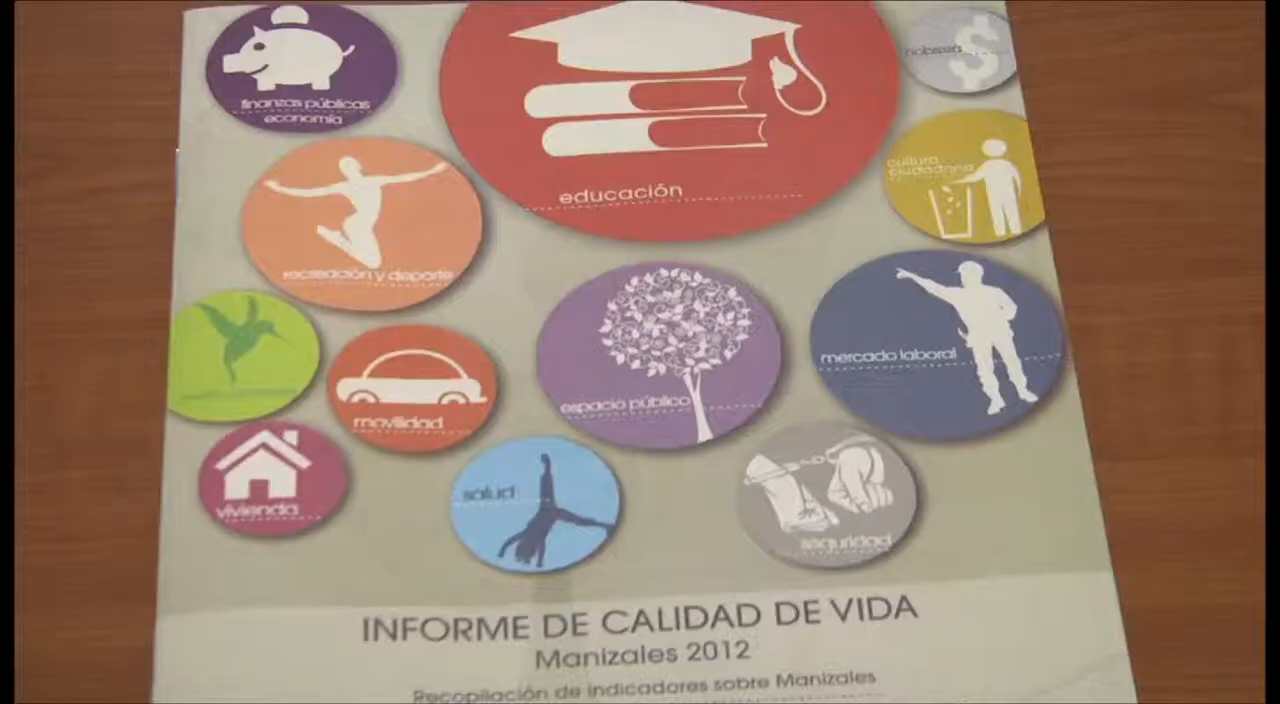 finanzas públicas
economía
educación
pobreza
cultura
ciudadana
recreación y deporte
mercado laboral
espacio público
movilidad
salud
vivienda
seguridad
INFORME DE CALIDAD DE VIDA
Manizales 2012
Recopilación de indicadores sobre Manizales